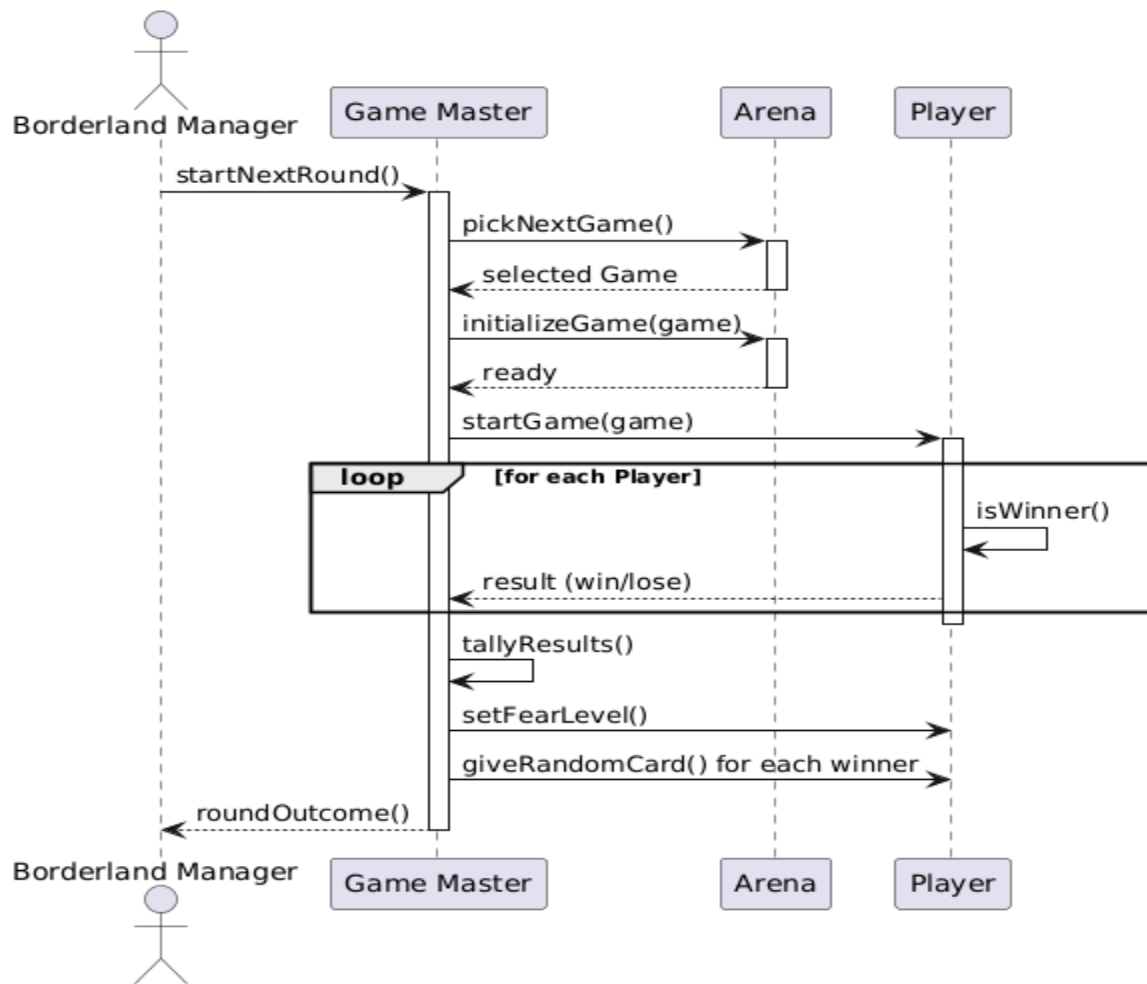 Borderland Manager
Game Master
Arena
Player
startNextRound()
pickNextGame()
selected Game
initializeGame(game)
ready
startGame(game)
loop
[for each Player]
isWinner()
result (win/lose)
tallyResults()
setFearLevel()
giveRandomCard() for each winner
roundOutcome()
Borderland Manager
Game Master
Arena
Player